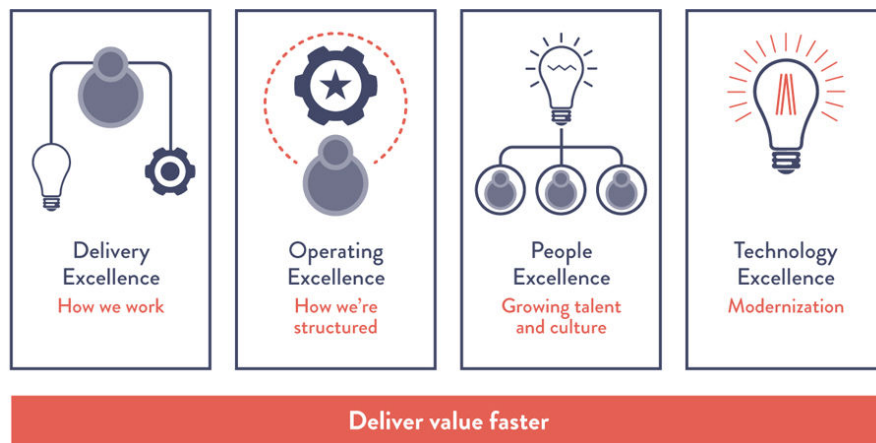 Delivery
Excellence
How we work
Operating
Excellence
How we're
structured
People
Excellence
Growing talent
and culture
Technology
Excellence
Modernization
Deliver value faster